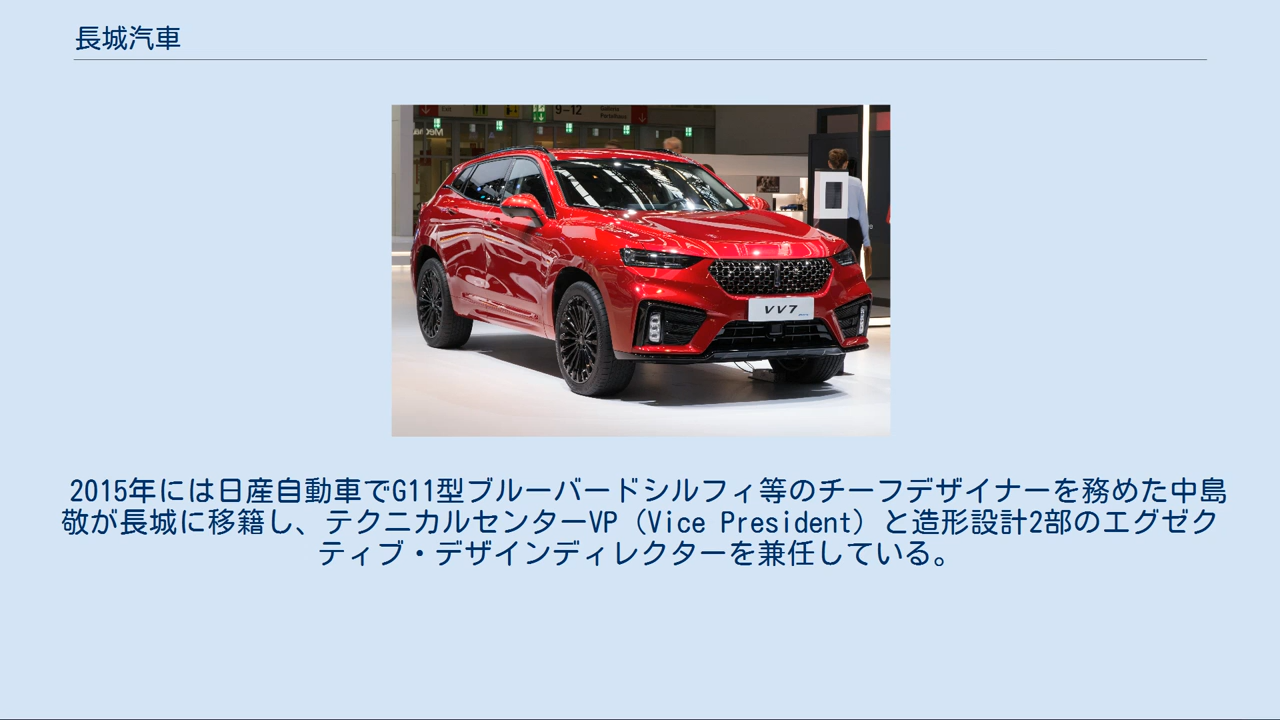 長城汽車
9-12
VV7
2015年には日産自動車でG11型ブルーバードシルフィ等のチーフデザイナーを務めた中島
敬が長城に移籍し、テクニカルセンターVP（Vice President）と造形設計2部のエグゼク
ティブ・デザインディレクターを兼任している。